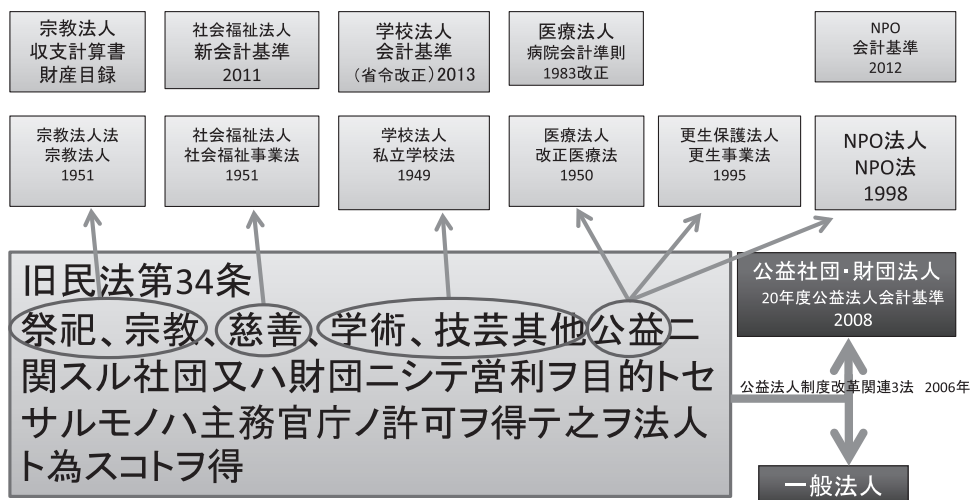 宗教法人
収支計算書
財産目録
社会福祉法人
新会計基準
2011
学校法人
会計基準
(省令改正)2013
医療法人
病院会計準則
1983改正
NPO
会計基準
2012
宗教法人法
宗教法人
1951
社会福祉法人
社会福祉事業法
1951
学校法人
私立学校法
1949
医療法人
改正医療法
1950
更生保護法人
更生事業法
1995
NPO法人
NPO法
1998
旧民法第34条
祭祀、宗教、慈善、学術、技芸其他公益ニ
関スル社団又ハ財団ニシテ営利ヲ目的トセ
サルモノハ主務官庁ノ許可ヲ得テ之ヲ法人
ト為スコトヲ得
公益社団・財団法人
20年度公益法人会計基準
2008
公益法人制度改革関連3法 2006年
一般法人